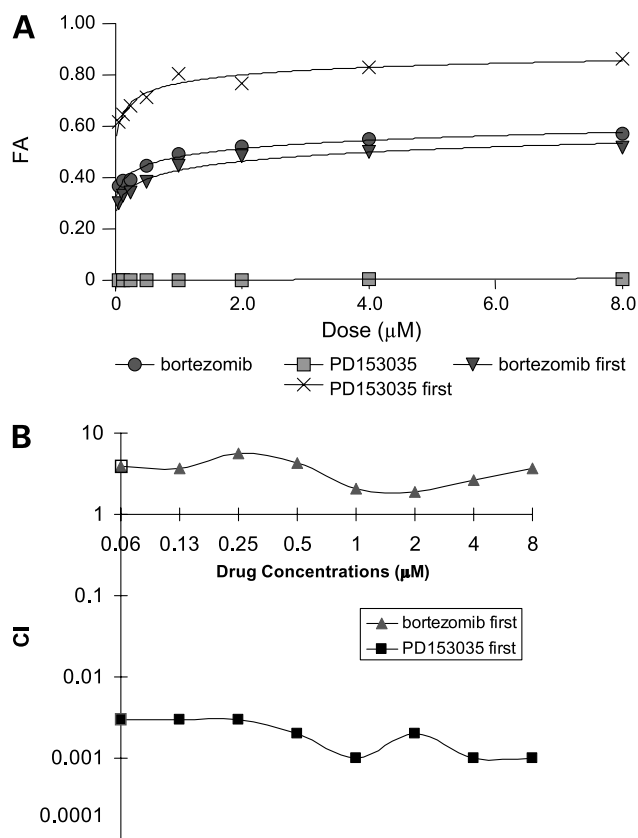 A
1.00
0.80
0.60
0.40
0.20
0
FA
0 2.0 4.0 6.0 8.0
Dose (μM)
bortezomib PD153035 bortezomib first
PD153035 first
B
10
1
0.06 0.13 0.25 0.5 1 2 4 8
Drug Concentrations (μM)
0.1
0.01
0.001
0.0001
CI
bortezomib first
PD153035 first